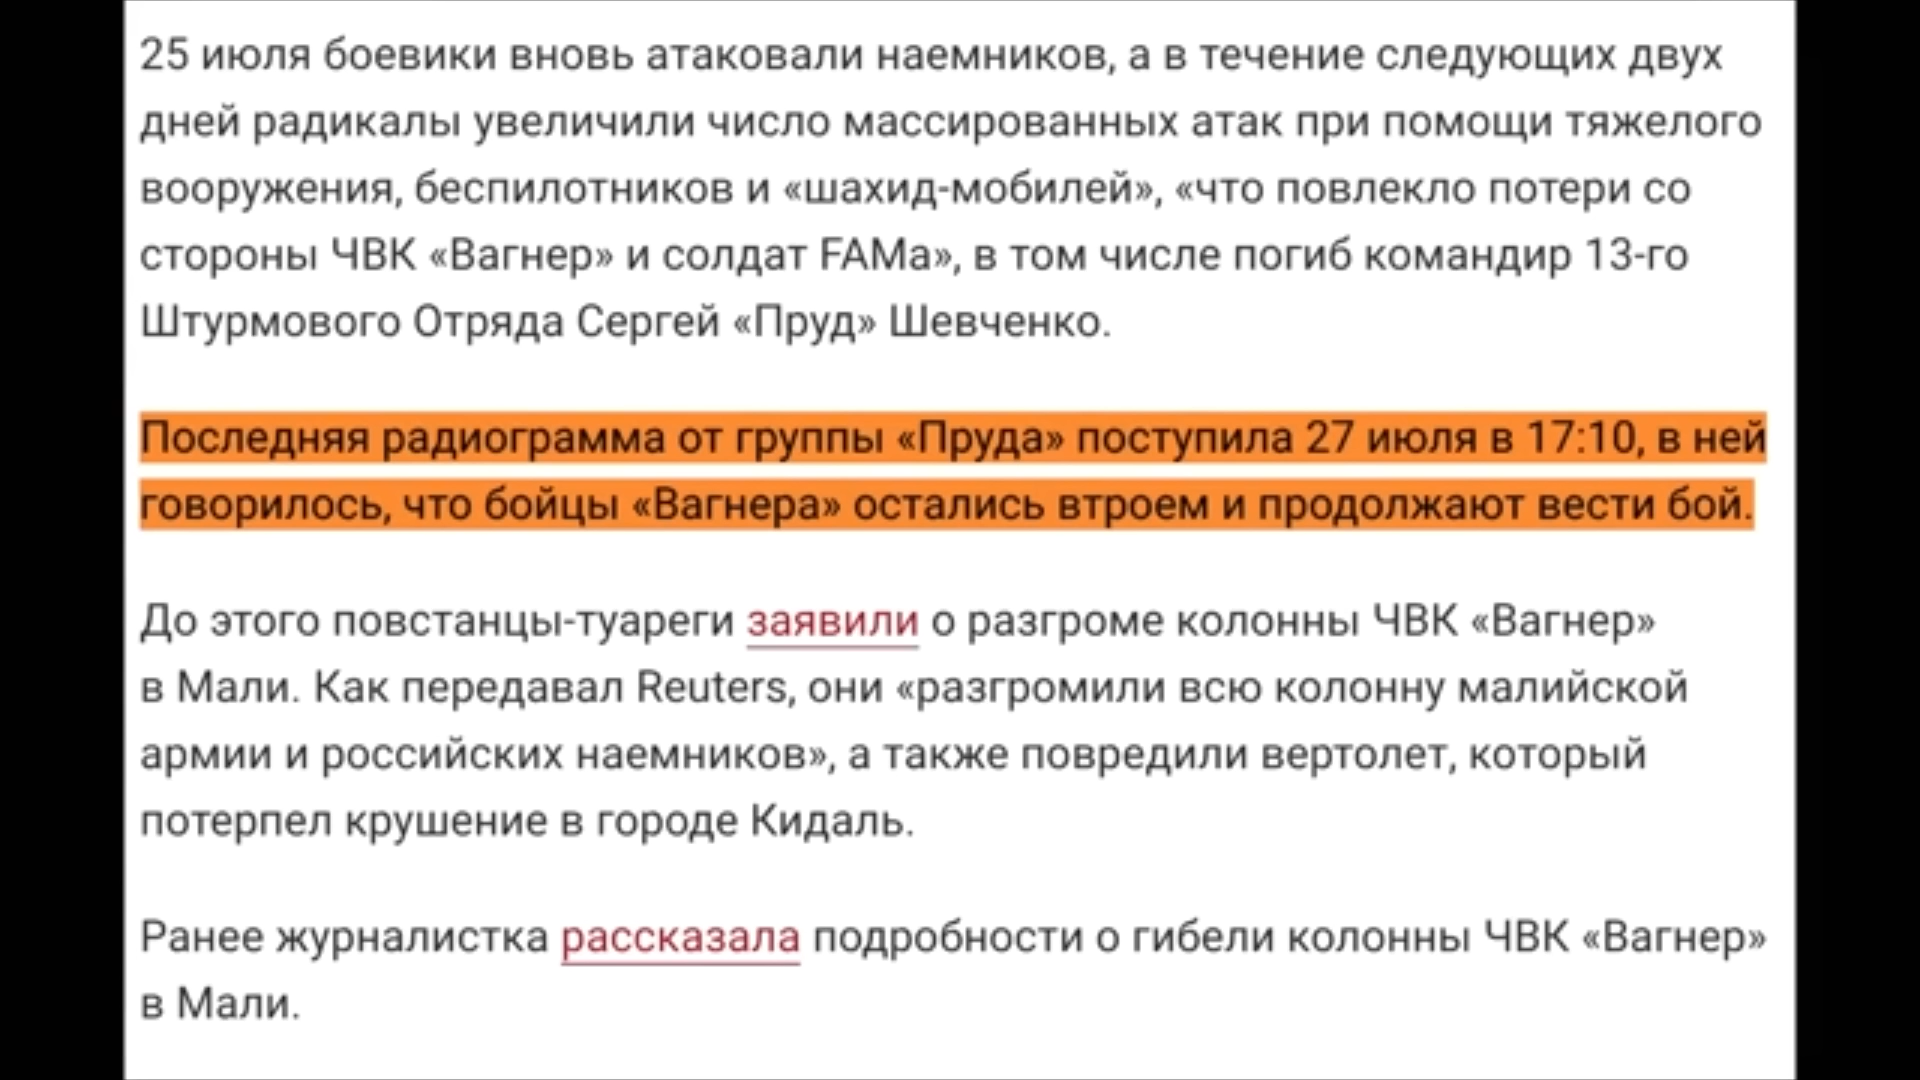 25 июля боевики вновь атаковали наемников, а в течение следующих двух
дней радикалы увеличили число массированных атак при помощи тяжелого
вооружения, беспилотников и «шахид-мобилей», «что повлекло потери со
стороны ЧВК «Вагнер» и солдат FAMa», в том числе погиб командир 13-го
Штурмового Отряда Сергей «Пруд» Шевченко.
Последняя радиограмма от группы «Пруда» поступила 27 июля в 17:10, в ней
говорилось, что бойцы «Вагнера» остались втроем и продолжают вести бой.
До этого повстанцы-туареги заявили о разгроме колонны ЧВК «Вагнер»
в Мали. Как передавал Reuters, они «разгромили всю колонну малийской
армии и российских наемников», а также повредили вертолет, который
потерпел крушение в городе Кидаль.
Ранее журналистка рассказала подробности о гибели колонны ЧВК «Вагнер»
в Мали.